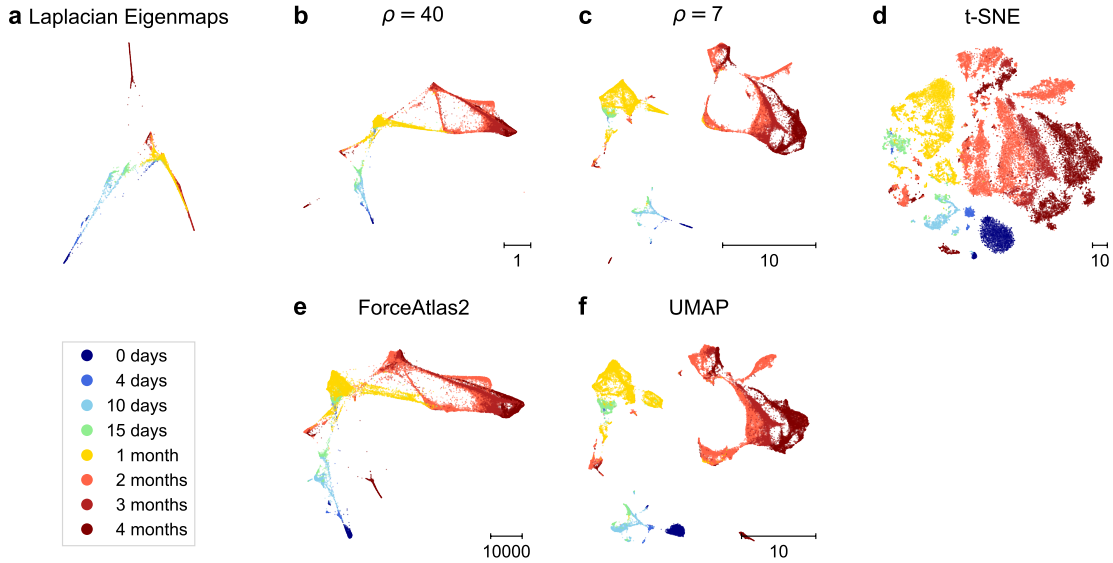 a Laplacian Eigenmaps
b ρ = 40
c ρ = 7
d t-SNE
1
10
10
e ForceAtlas2
f UMAP
0 days
4 days
10 days
15 days
1 month
2 months
3 months
4 months
10000
10